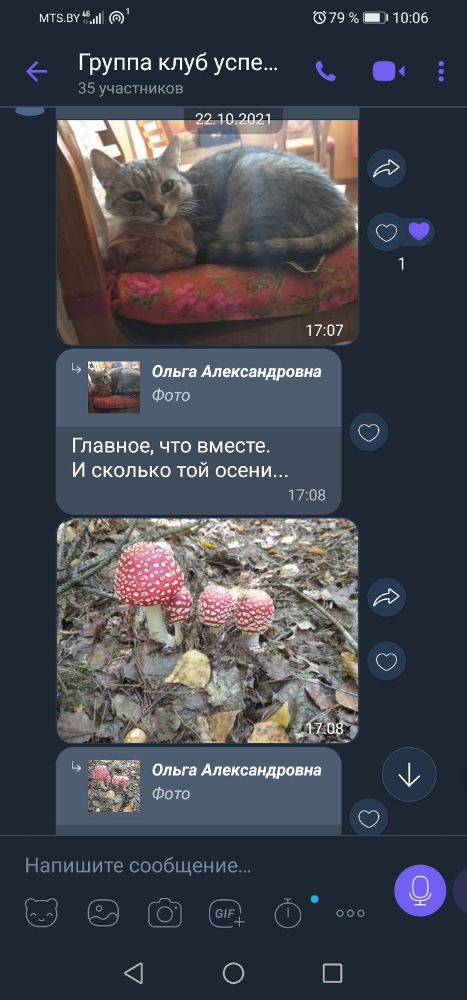 MTS.BY 4G 1 79 % 10:06
Группа клуб успе...
35 участников
22.10.2021
1
17:07
Ольга Александровна
Фото
Главное, что вместе.
И сколько той осени...
17:08
17:08
Ольга Александровна
Фото
Напишите сообщение...
GIF